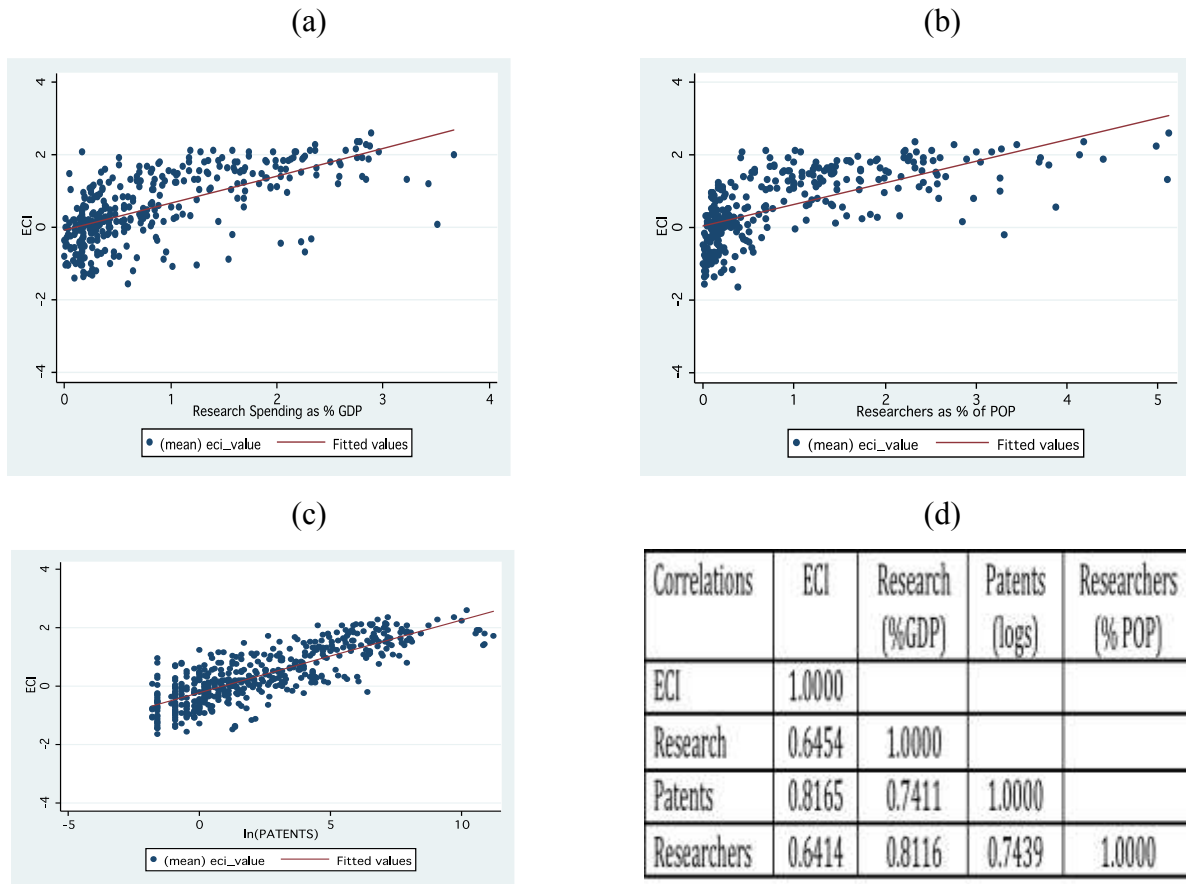 (a)
4
2
0
-2
-4
ECI
0 1 2 3 4
Research Spending as % GDP
(mean) eci_value Fitted values
(b)
4
2
0
-2
-4
ECI
0 1 2 3 4 5
Researchers as % of POP
(mean) eci_value Fitted values
(c)
4
2
0
-2
-4
ECI
-5 0 5 10
ln(PATENTS)
(mean) eci_value Fitted values
(d)
Correlations ECI Research Patents Researchers
(%GDP) (logs) (% POP)
ECI 1.0000
Research 0.6454 1.0000
Patents 0.8165 0.7411 1.0000
Researchers 0.6414 0.8116 0.7439 1.0000